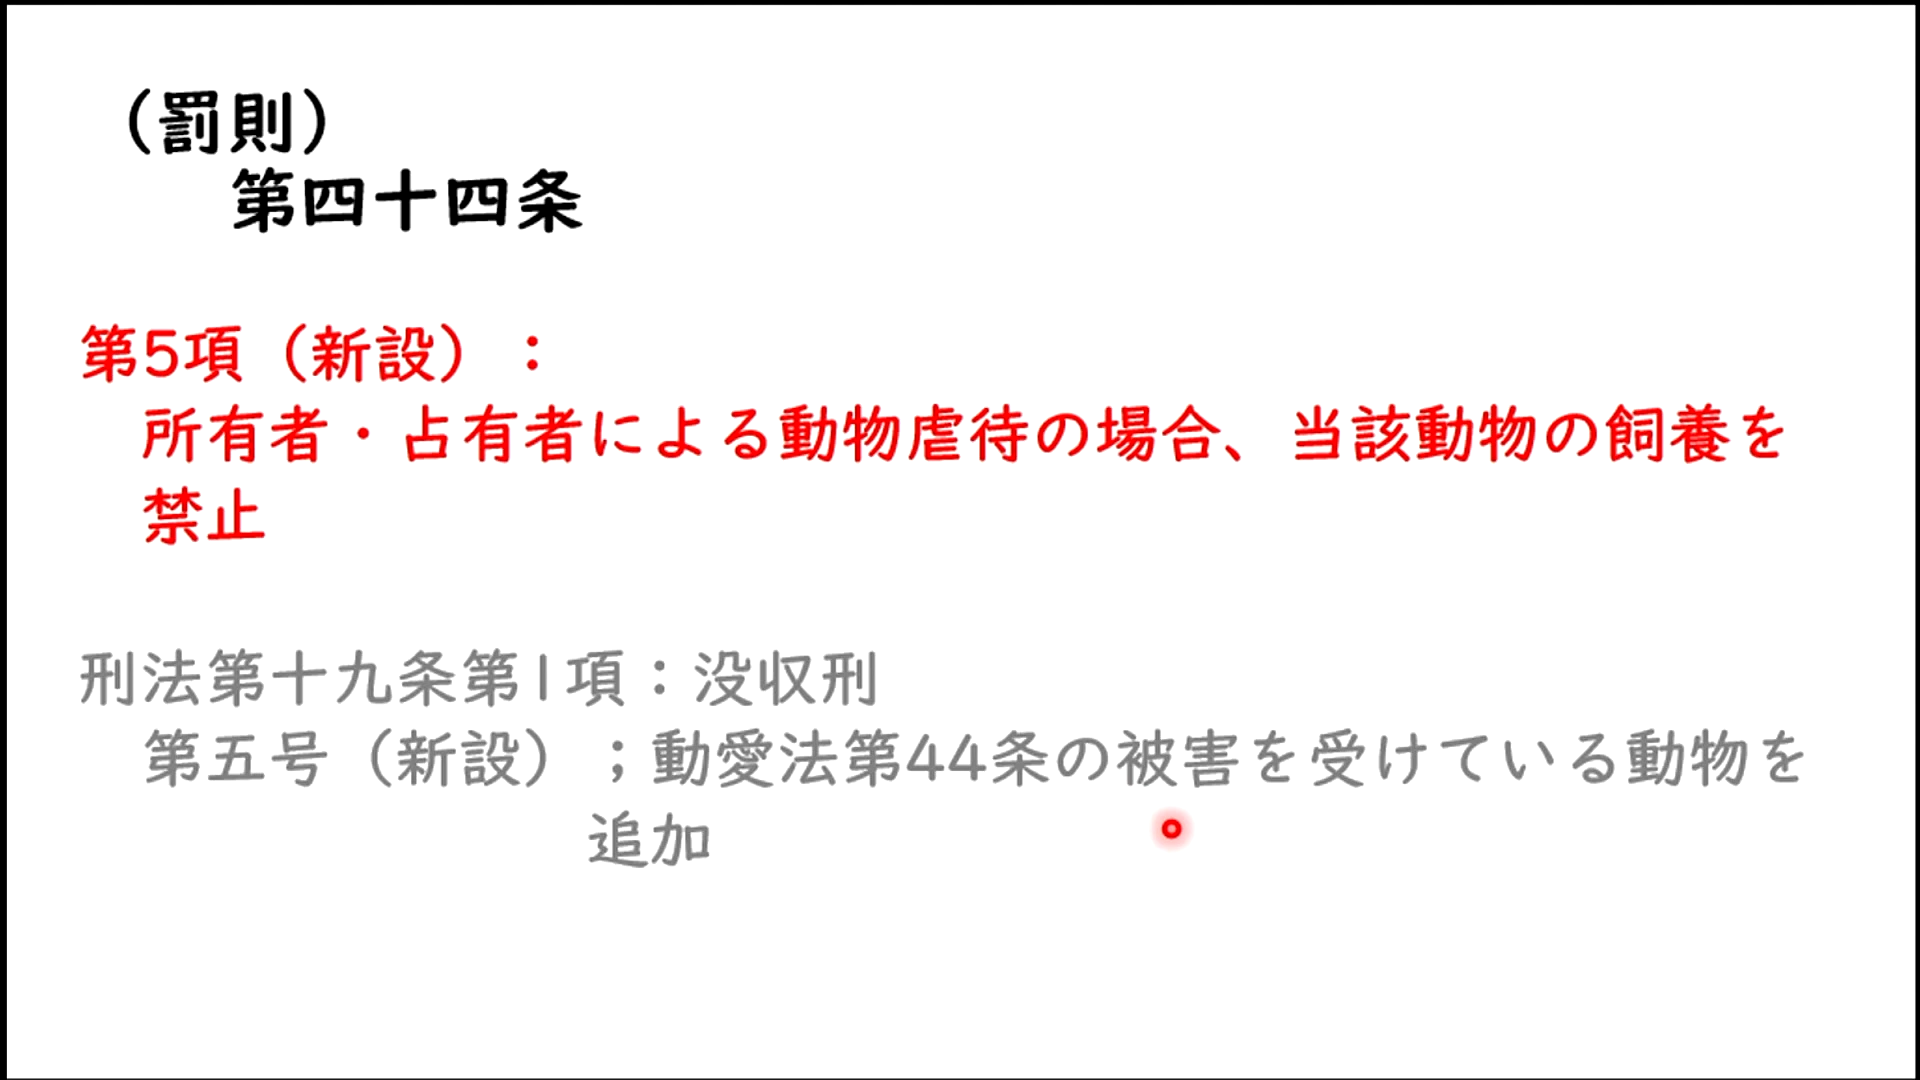 （罰則）
第四十四条
第5項（新設）：
所有者・占有者による動物虐待の場合、当該動物の飼養を
禁止
刑法第十九条第1項：没収刑
第五号（新設）；動愛法第44条の被害を受けている動物を
追加